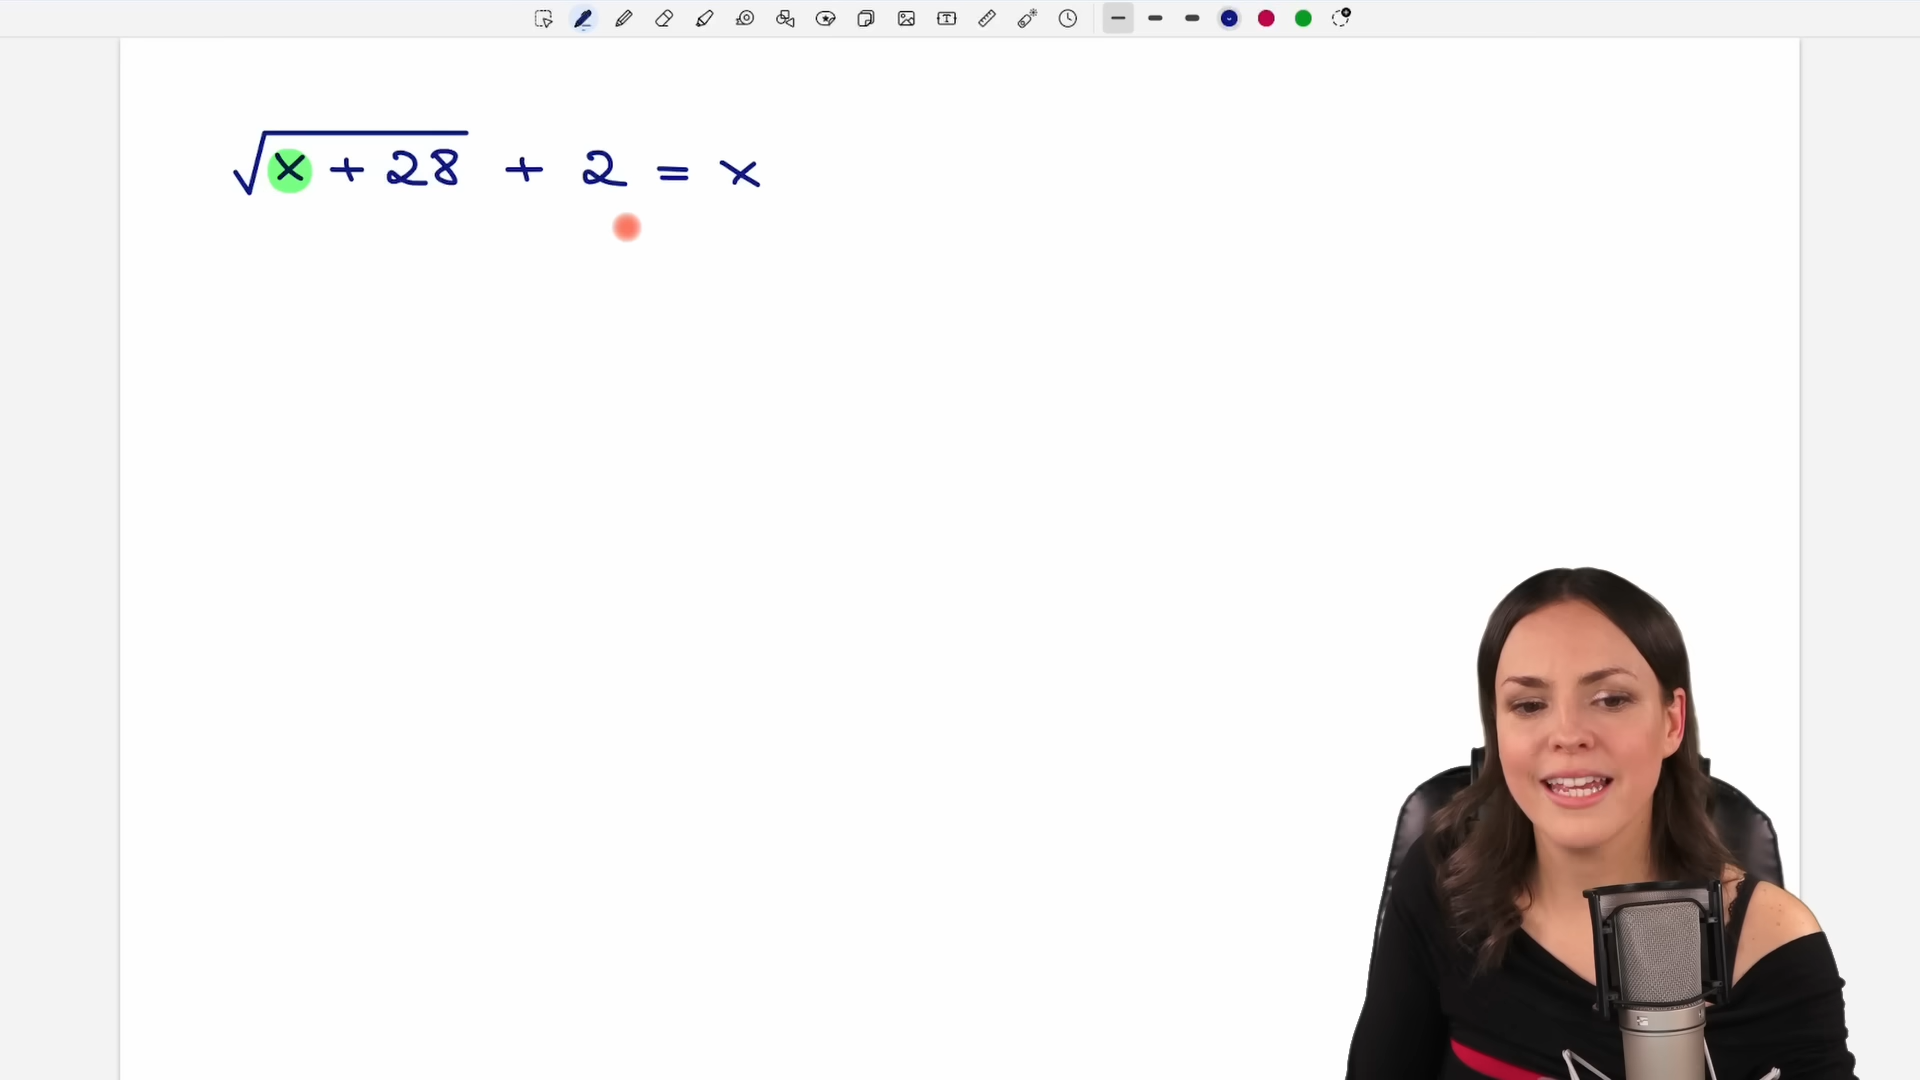 √(x + 28) + 2 = x